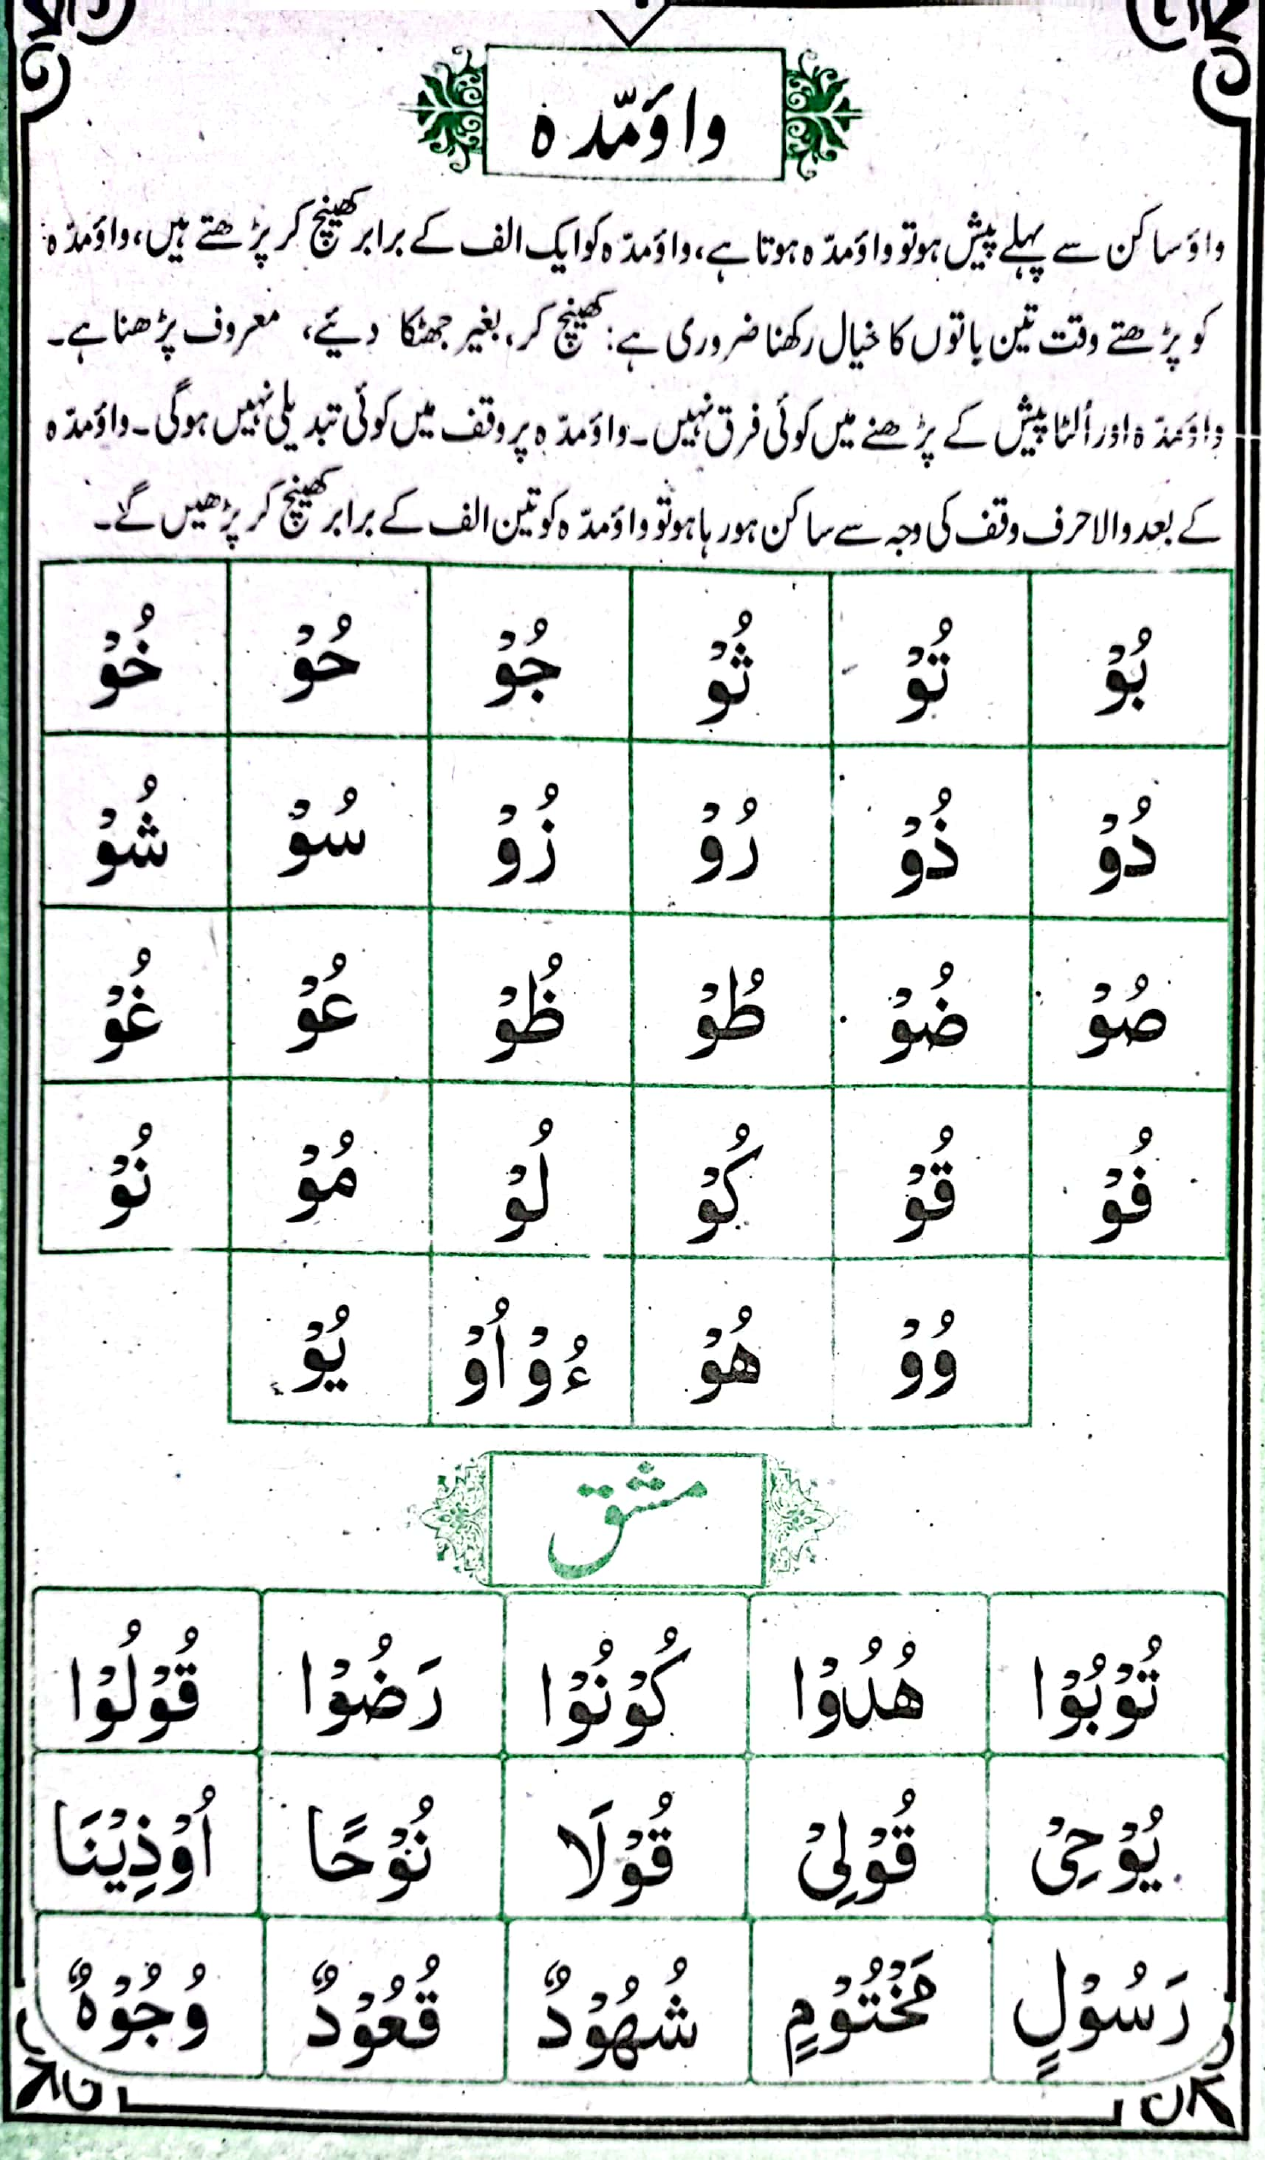 واؤمّدہ
واؤ ساکن سے پہلے پیش ہو تو واؤمدّہ ہوتا ہے، واؤمدّہ کو ایک الف کے برابر کھینچ کر پڑھتے ہیں، واؤمدّہ
کو پڑھتے وقت تین باتوں کا خیال رکھنا ضروری ہے: کھینچ کر، بغیر جھٹکا دیئے، معروف پڑھنا ہے۔
واؤمدّہ اور اُلٹا پیش کے پڑھنے میں کوئی فرق نہیں۔ واؤمدّہ پر وقف میں کوئی تبدیلی نہیں ہوگی۔ واؤمدّہ
کے بعد والا حرف وقف کی وجہ سے ساکن ہو رہا ہو تو واؤمدّہ کو تین الف کے برابر کھینچ کر پڑھیں گے۔
بُوْ تُوْ ثُوْ جُوْ حُوْ خُوْ
دُوْ ذُوْ رُوْ زُوْ سُوْ شُوْ
صُوْ ضُوْ طُوْ ظُوْ عُوْ غُوْ
فُوْ قُوْ كُوْ لُوْ مُوْ نُوْ
وُوْ هُوْ ءُوْ اُوْ يُوْ
مشق
تُوْبُوْا هُدُوْا كُوْنُوْا رَضُوْا قُوْلُوْا
يُوْحِىْ قُوْلِىْ قُوْلَا نُوْحًا اُوْذِيْنَا
رَسُوْلٍ مَخْتُوْمٍ شُهُوْدٌ قُعُوْدٌ وُجُوْهٌ